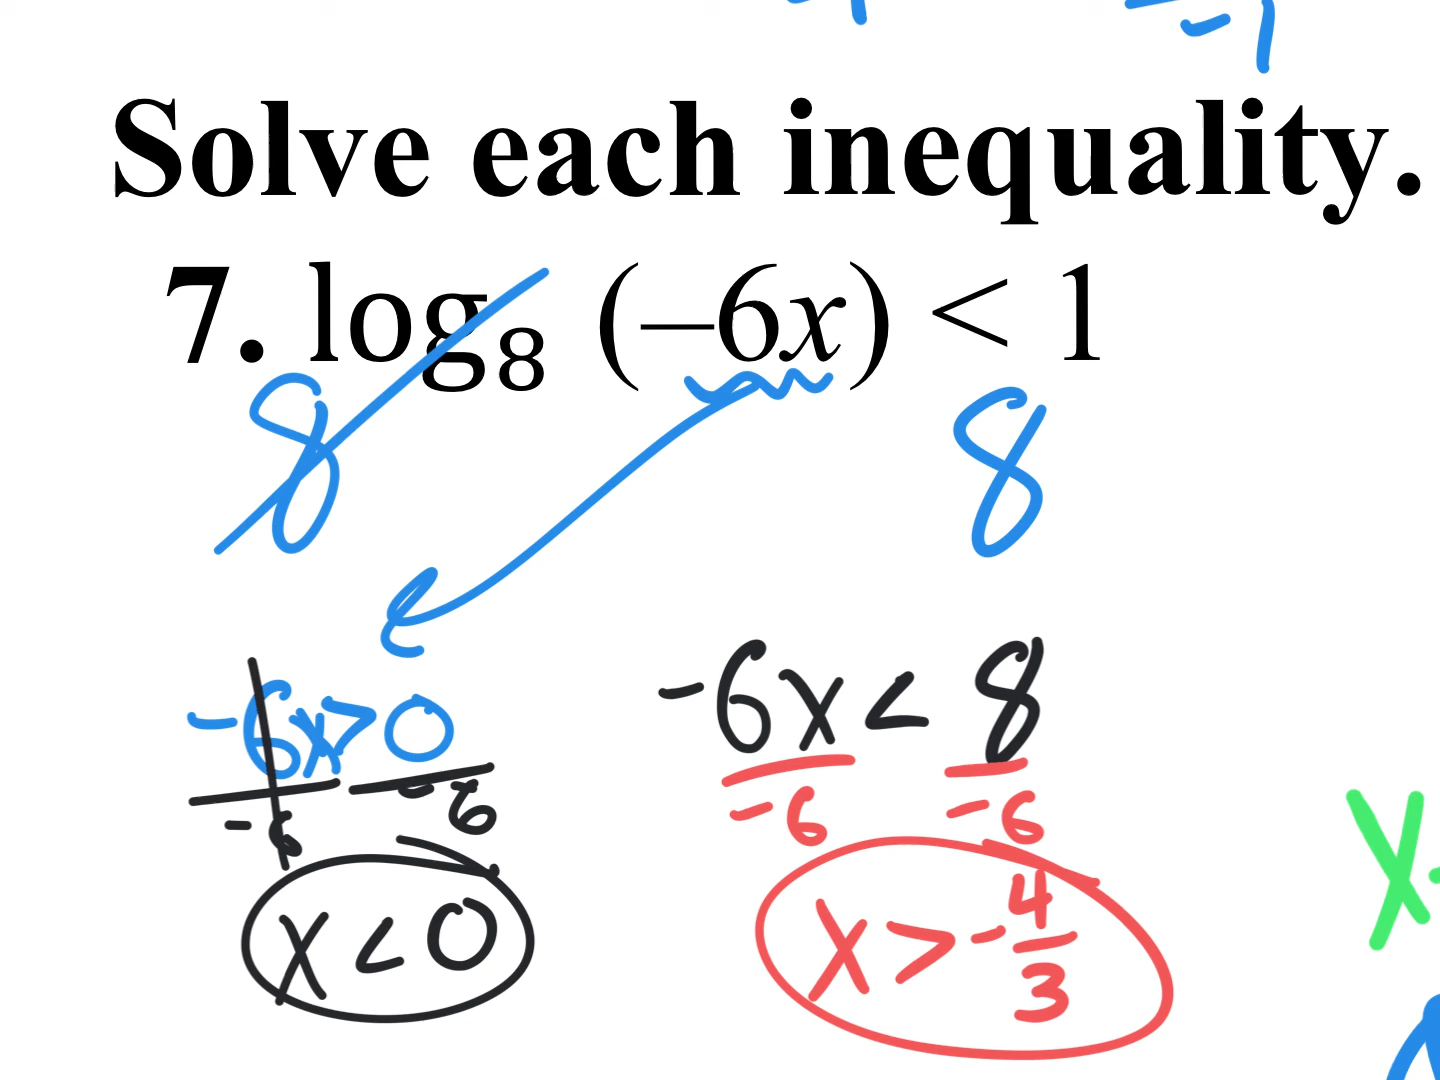 Solve each inequality.
7. log₈ (–6x) < 1
8 8
-6x>0 -6x < 8
-6 -6 -6 -6
x < 0 x > -4/3
x